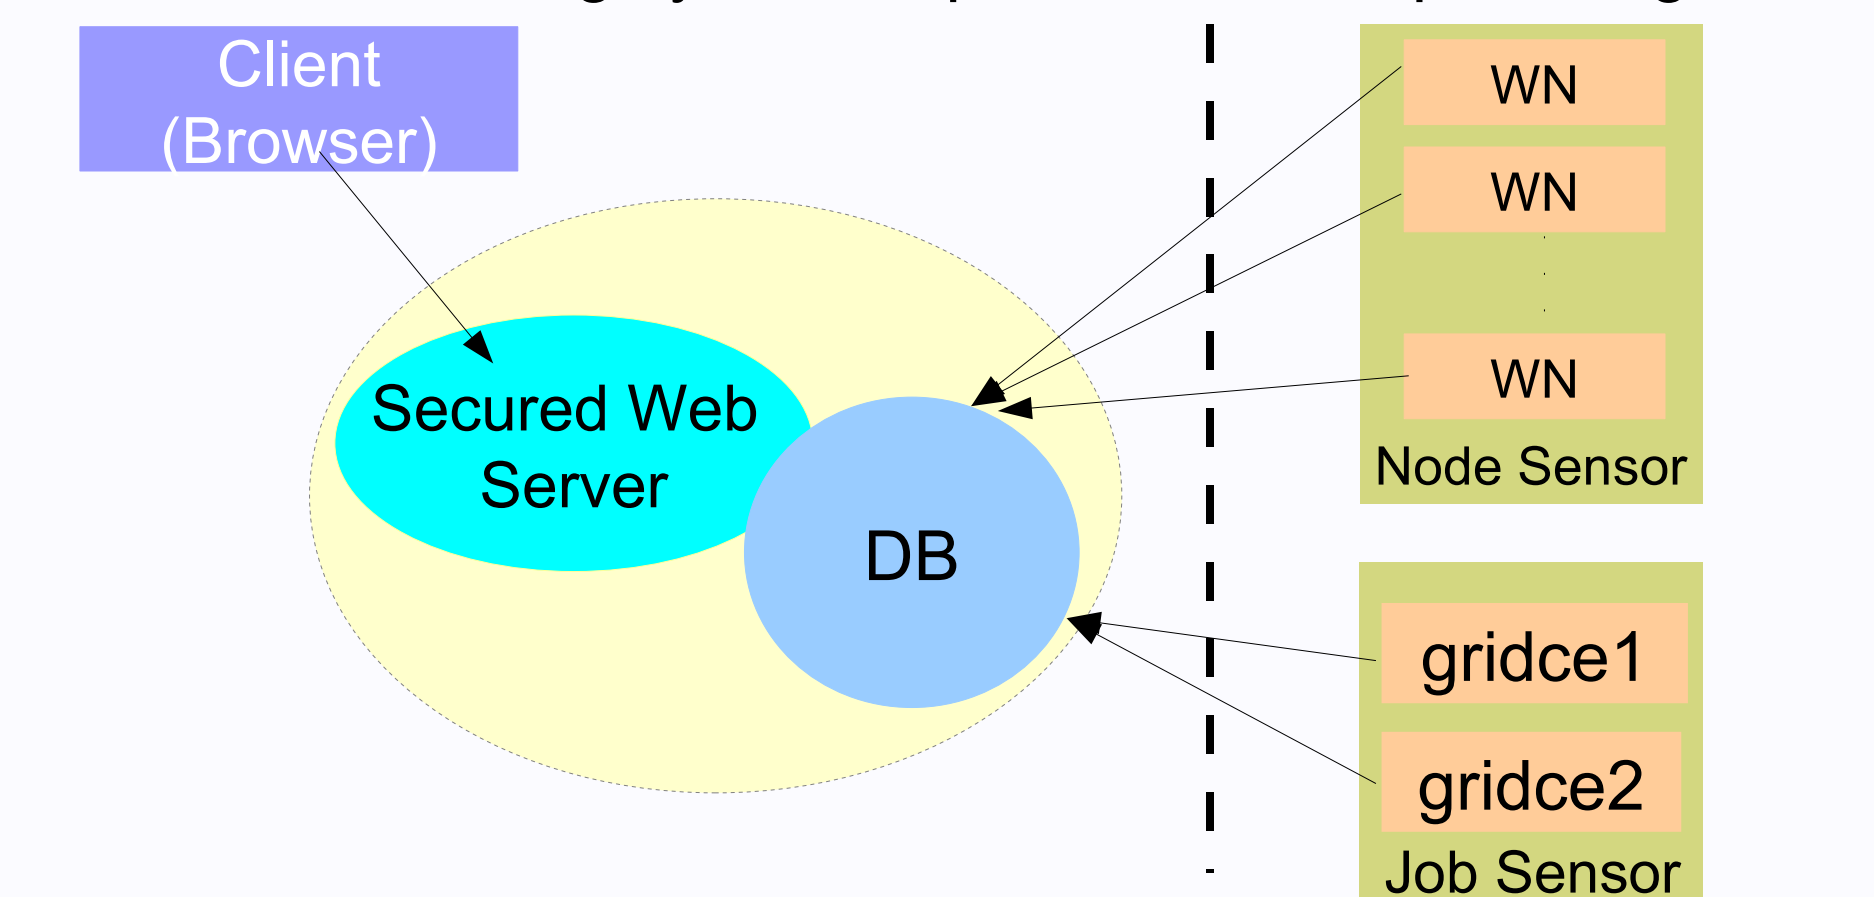 Client
(Browser)
WN
WN
.
.
.
WN
Node Sensor
Secured Web
Server
DB
gridce1
gridce2
Job Sensor